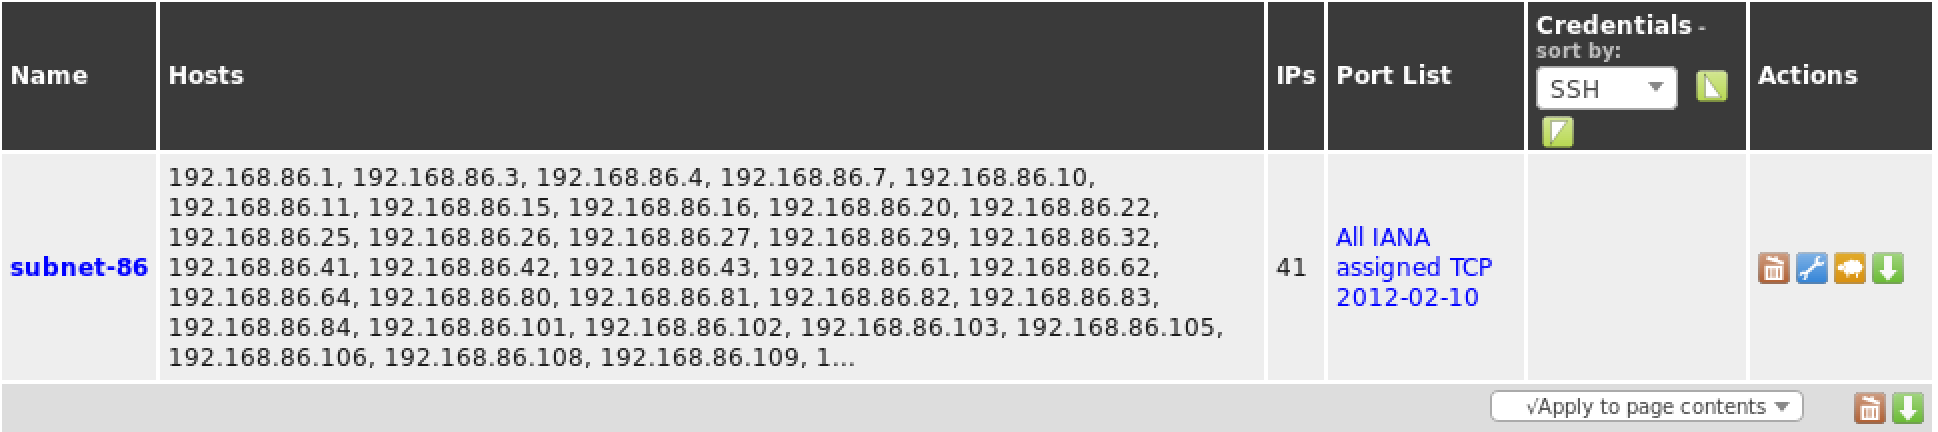 Name Hosts IPs Port List Credentials - sort by: SSH Actions
192.168.86.1, 192.168.86.3, 192.168.86.4, 192.168.86.7, 192.168.86.10,
192.168.86.11, 192.168.86.15, 192.168.86.16, 192.168.86.20, 192.168.86.22,
192.168.86.25, 192.168.86.26, 192.168.86.27, 192.168.86.29, 192.168.86.32,
subnet-86 192.168.86.41, 192.168.86.42, 192.168.86.43, 192.168.86.61, 192.168.86.62,
192.168.86.64, 192.168.86.80, 192.168.86.81, 192.168.86.82, 192.168.86.83,
192.168.86.84, 192.168.86.101, 192.168.86.102, 192.168.86.103, 192.168.86.105,
192.168.86.106, 192.168.86.108, 192.168.86.109, 1...
41
All IANA
assigned TCP
2012-02-10
√Apply to page contents